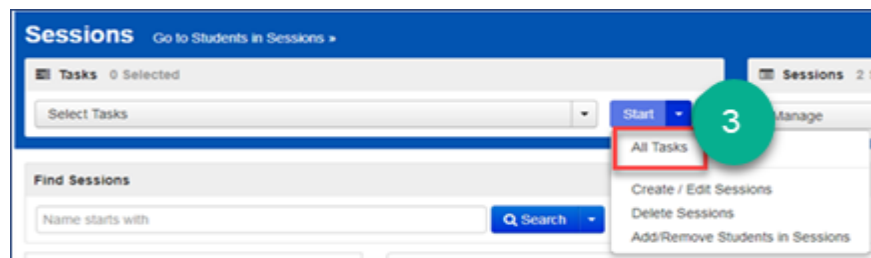 Sessions Go to Students in Sessions »
Tasks 0 Selected
Sessions 2
Select Tasks
Start
3
Manage
All Tasks
Find Sessions
Create / Edit Sessions
Name starts with
Search
Delete Sessions
Add/Remove Students in Sessions